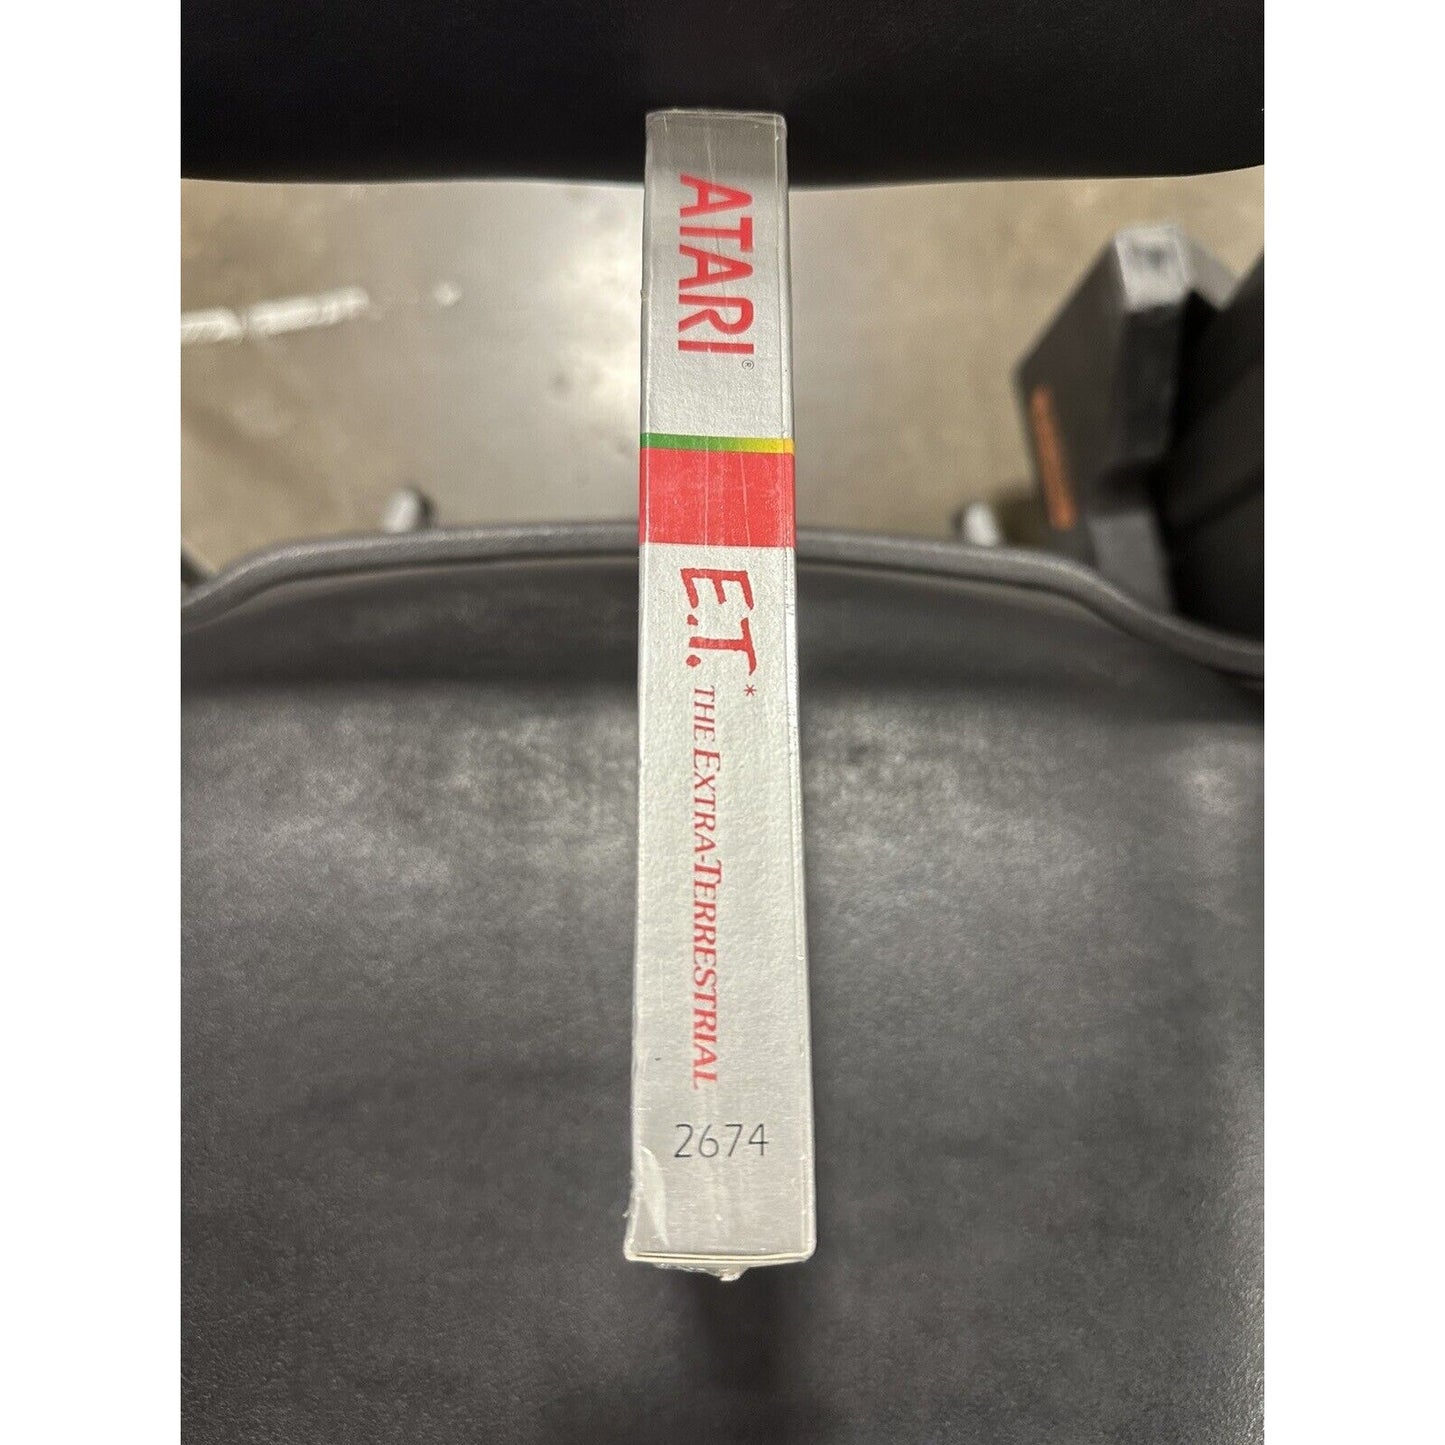 ATARI®
E.T.* THE EXTRA-TERRESTRIAL
2674